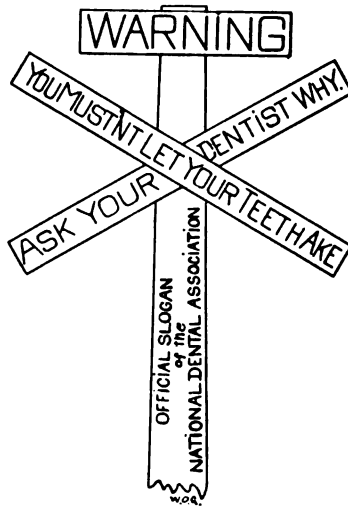 WARNING
YOU MUSTN'T LET YOUR TEETH AKE
ASK YOUR DENTIST WHY.
OFFICIAL SLOGAN
of the
NATIONAL DENTAL ASSOCIATION
W.O.R.